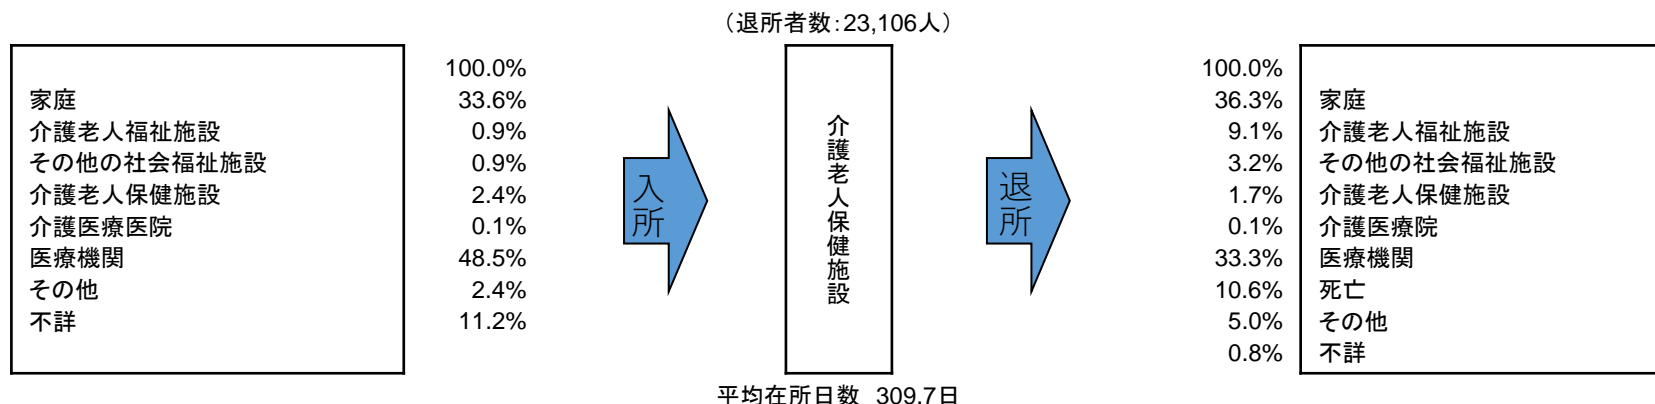 （退所者数：23,106人）
100.0%
家庭 33.6%
介護老人福祉施設 0.9%
その他の社会福祉施設 0.9%
介護老人保健施設 2.4%
介護医療医院 0.1%
医療機関 48.5%
その他 2.4%
不詳 11.2%
入所
介護老人保健施設
退所
100.0%
36.3% 家庭
9.1% 介護老人福祉施設
3.2% その他の社会福祉施設
1.7% 介護老人保健施設
0.1% 介護医療院
33.3% 医療機関
10.6% 死亡
5.0% その他
0.8% 不詳
平均在所日数 309.7日